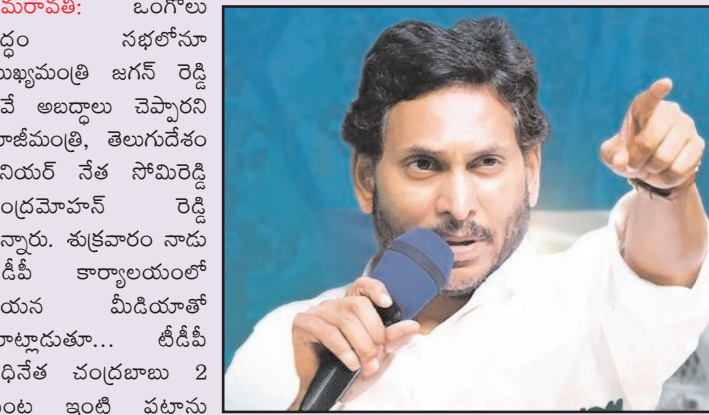 మరావతి: ఒంగోలు
ద్ధం సభలోనూ
ముఖ్యమంత్రి జగన్ రెడ్డి
వే అబద్ధాలు చెప్పారని
మాజీమంత్రి, తెలుగుదేశం
నియర్ నేత సోమిరెడ్డి
ంద్రమోహన్ రెడ్డి
న్నారు. శుక్రవారం నాడు
డీపీ కార్యాలయంలో
యన మీడియాతో
మాట్లాడుతూ... టీడీపీ
ధినేత చంద్రబాబు 2
ఇంటి పట్టాను